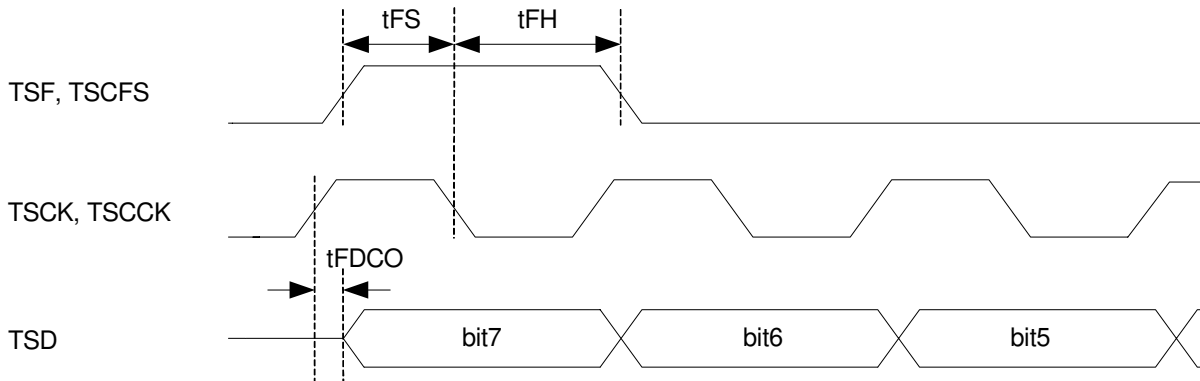 tFS tFH
TSF, TSCFS
TSCK, TSCCK
tFDCO
TSD bit7 bit6 bit5